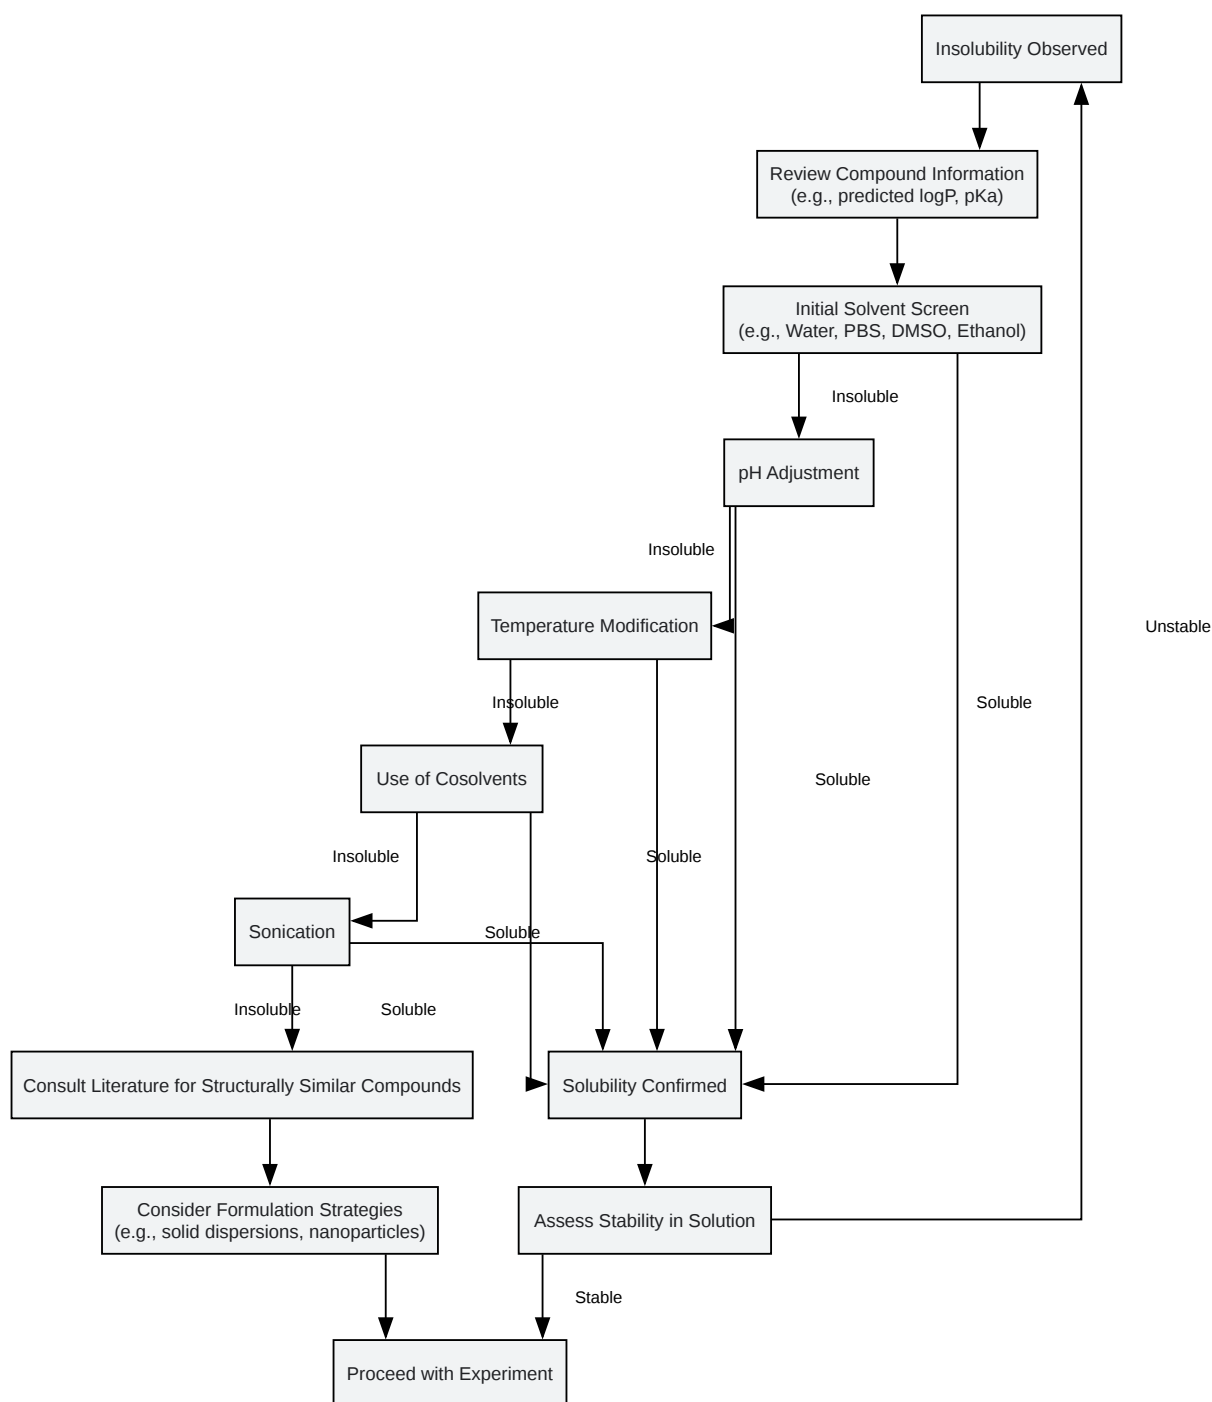 Insolubility Observed
Review Compound Information
(e.g., predicted logP, pKa)
Initial Solvent Screen
(e.g., Water, PBS, DMSO, Ethanol)
Insoluble
pH Adjustment
Insoluble
Temperature Modification
Unstable
Insoluble
Soluble
Use of Cosolvents
Soluble
Insoluble
Soluble
Sonication
Soluble
Insoluble
Soluble
Consult Literature for Structurally Similar Compounds
Solubility Confirmed
Consider Formulation Strategies
(e.g., solid dispersions, nanoparticles)
Assess Stability in Solution
Stable
Proceed with Experiment